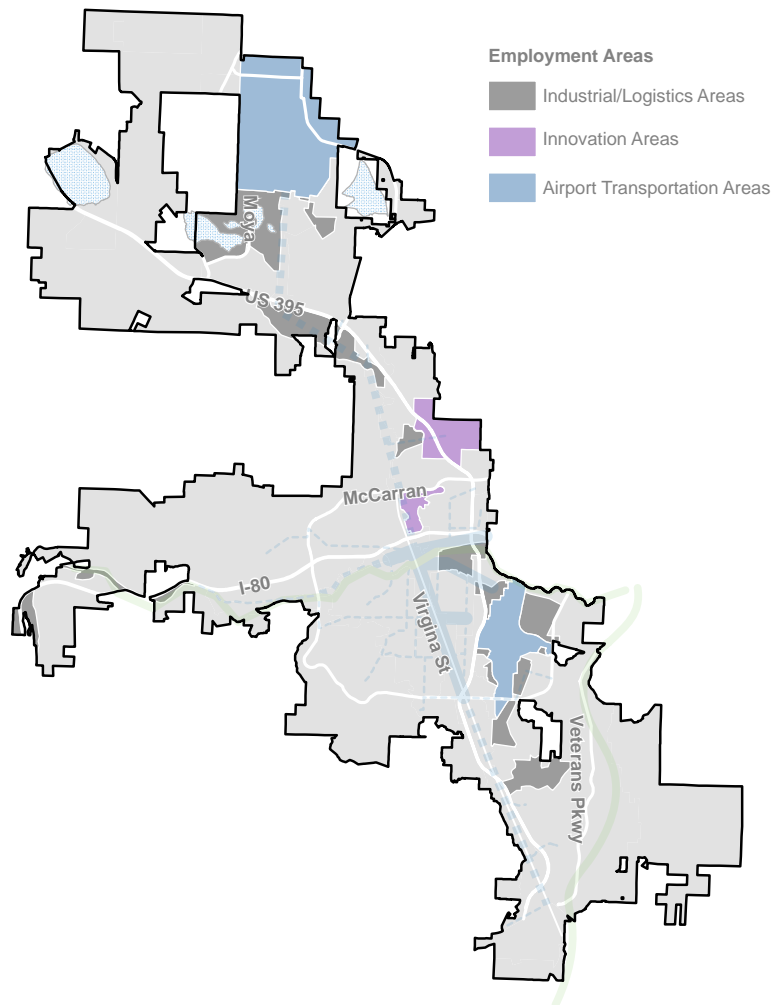 Employment Areas
Industrial/Logistics Areas
Innovation Areas
Airport Transportation Areas
Moya
US 395
McCarran
I-80
Virgina St
Veterans Pkwy